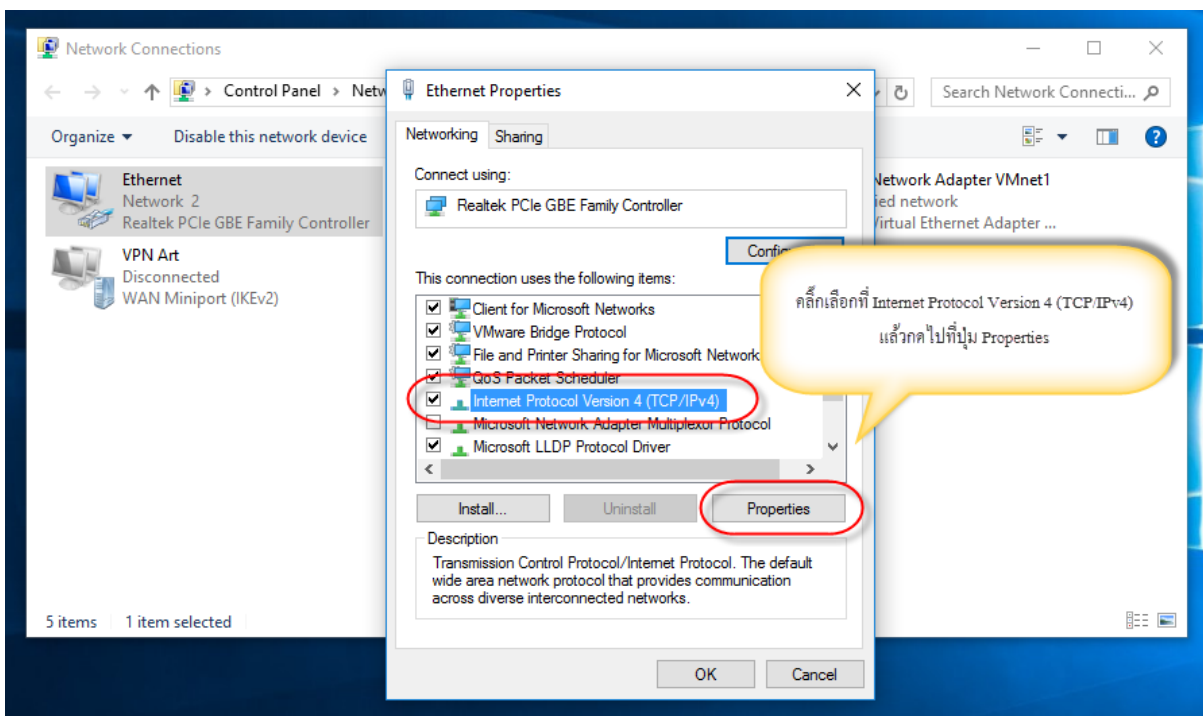 Network Connections
Control Panel > Netw
Search Network Connecti...
Organize
Disable this network device
Ethernet
Network 2
Realtek PCIe GBE Family Controller
VPN Art
Disconnected
WAN Miniport (IKEv2)
5 items
1 item selected
Ethernet Properties
Networking
Sharing
Connect using:
Realtek PCIe GBE Family Controller
This connection uses the following items:
Client for Microsoft Networks
VMware Bridge Protocol
File and Printer Sharing for Microsoft Network
QoS Packet Scheduler
Internet Protocol Version 4 (TCP/IPv4)
Microsoft Network Adapter Multiplexor Protocol
Microsoft LLDP Protocol Driver
Install...
Uninstall
Properties
Description
Transmission Control Protocol/Internet Protocol. The default
wide area network protocol that provides communication
across diverse interconnected networks.
OK
Cancel
Network Adapter VMnet1
ied network
Virtual Ethernet Adapter ...
คลิ๊กเลือกที่ Internet Protocol Version 4 (TCP/IPv4)
แล้วกดไปที่ปุ่ม Properties